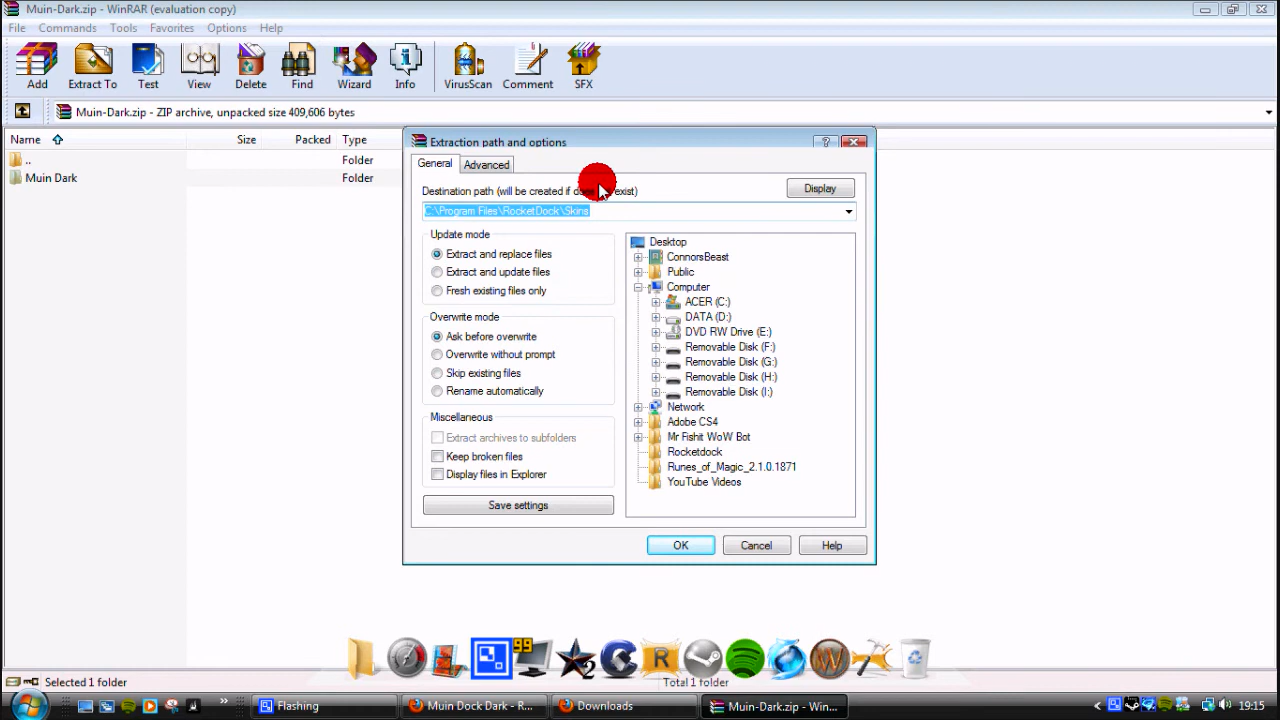 Muin-Dark.zip - WinRAR (evaluation copy)
File Commands Tools Favorites Options Help
Add Extract To Test View Delete Find Wizard Info VirusScan Comment SFX
Muin-Dark.zip - ZIP archive, unpacked size 409,606 bytes
Name Size Packed Type
.. Folder
Muin Dark Folder
Extraction path and options
General Advanced
Destination path (will be created if does exist)
Display
C:\Program Files\RocketDock\Skins
Update mode
Extract and replace files
Extract and update files
Fresh existing files only
Overwrite mode
Ask before overwrite
Overwrite without prompt
Skip existing files
Rename automatically
Miscellaneous
Extract archives to subfolders
Keep broken files
Display files in Explorer
Save settings
Desktop
ConnorsBeast
Public
Computer
ACER (C:)
DATA (D:)
DVD RW Drive (E:)
Removable Disk (F:)
Removable Disk (G:)
Removable Disk (H:)
Removable Disk (I:)
Network
Adobe CS4
Mr Fishit WoW Bot
Rocketdock
Runes_of_Magic_2.1.0.1871
YouTube Videos
OK Cancel Help
99
2
R
W
Selected 1 folder Total 1 folder
Flashing Muin Dock Dark - R... Downloads Muin-Dark.zip - Win... 19:15